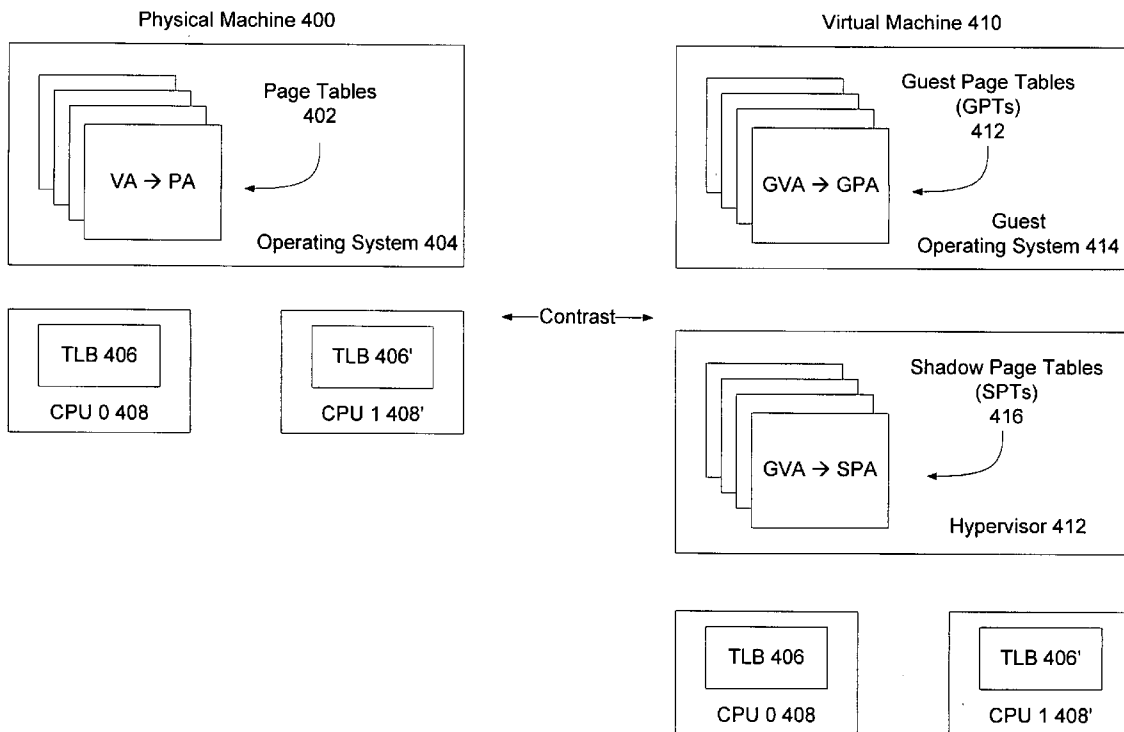 Physical Machine 400
Page Tables
402
VA → PA
Operating System 404
TLB 406
CPU 0 408
TLB 406'
CPU 1 408'
Contrast
Virtual Machine 410
Guest Page Tables
(GPTs)
412
GVA → GPA
Guest
Operating System 414
Shadow Page Tables
(SPTs)
416
GVA → SPA
Hypervisor 412
TLB 406
CPU 0 408
TLB 406'
CPU 1 408'